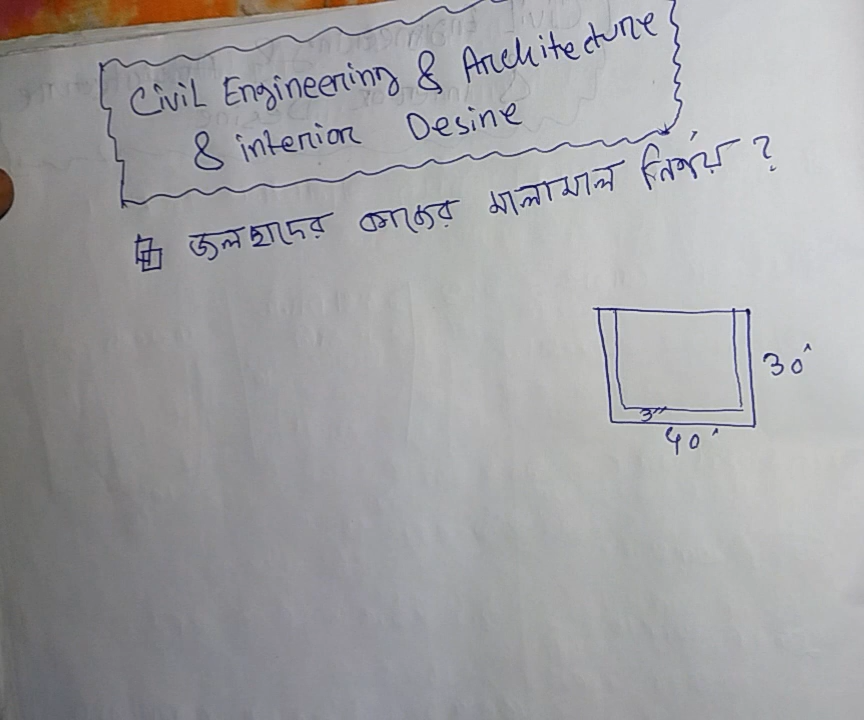 Civil Engineering & Architecture
& interior Desine
জলছাদের কাজের মালামাল নির্ণয় ?
30'
3"
40'